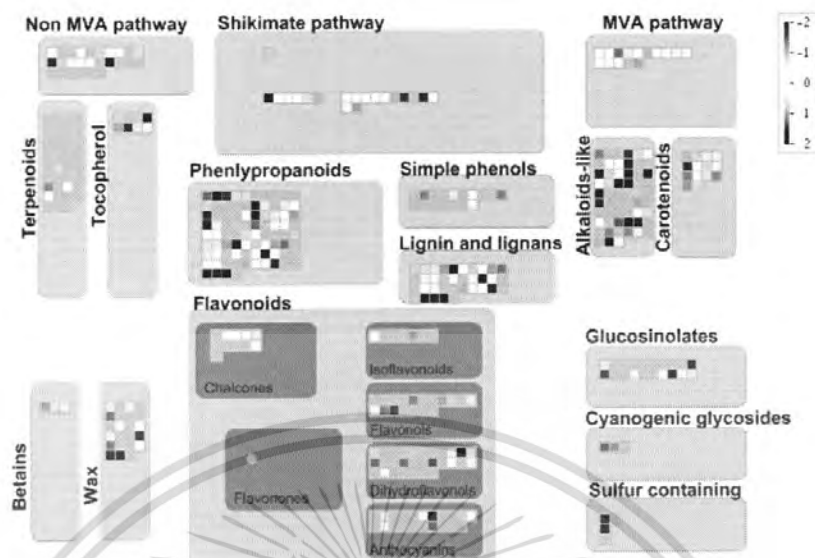 Non MVA pathway
Shikimate pathway
MVA pathway
-2
-1
0
1
2
Terpenoids
Tocopherol
Phenlypropanoids
Simple phenols
Alkaloids-like
Carotenoids
Lignin and lignans
Flavonoids
Chalcones
Isoflavonoids
Glucosinolates
Flavonols
Cyanogenic glycosides
Betains
Wax
Flavonones
Dihydroflavonols
Sulfur containing
Anthocyanins